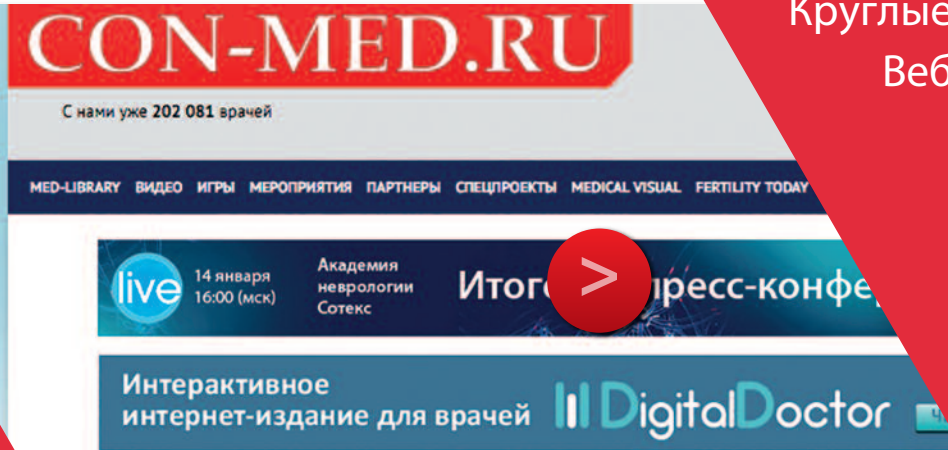 CON-MED.RU
Круглые
Веб
С нами уже 202 081 врачей
MED-LIBRARY ВИДЕО ИГРЫ МЕРОПРИЯТИЯ ПАРТНЕРЫ СПЕЦПРОЕКТЫ MEDICAL VISUAL FERTILITY TODAY
live
14 января
16:00 (мск)
Академия
неврологии
Сотекс
Итого > пресс-конфе
Интерактивное
интернет-издание для врачей
DigitalDoctor